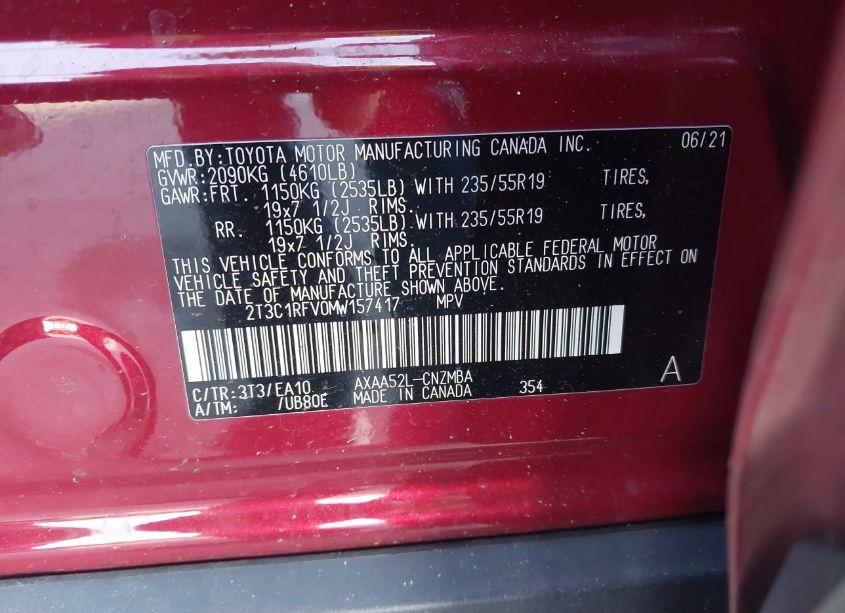 MFD.BY:TOYOTA MOTOR MANUFACTURING CANADA INC. 06/21
GVWR:2090KG (4610LB)
GAWR:FRT. 1150KG (2535LB) WITH 235/55R19 TIRES,
19x7 1/2J RIMS.
RR. 1150KG (2535LB) WITH 235/55R19 TIRES,
19x7 1/2J RIMS.
THIS VEHICLE CONFORMS TO ALL APPLICABLE FEDERAL MOTOR
VEHICLE SAFETY AND THEFT PREVENTION STANDARDS IN EFFECT ON
THE DATE OF MANUFACTURE SHOWN ABOVE.
2T3C1RFV0MW157417 MPV
C/TR:3T3/EA10 AXAA52L-CNZMBA 354 A
A/TM: /UB80E MADE IN CANADA